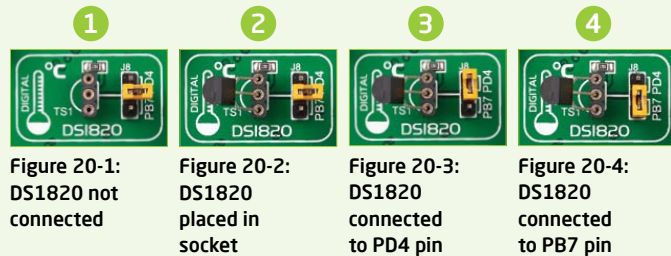 1
2
3
4
DIGITAL
°C
TS1
DS1820
J8
PB7 PD4
DIGITAL
°C
TS1
DS1820
J8
PB7 PD4
DIGITAL
°C
TS1
DS1820
J8
PB7 PD4
DIGITAL
°C
TS1
DS1820
J8
PB7 PD4
Figure 20-1:
DS1820 not
connected
Figure 20-2:
DS1820
placed in
socket
Figure 20-3:
DS1820
connected
to PD4 pin
Figure 20-4:
DS1820
connected
to PB7 pin